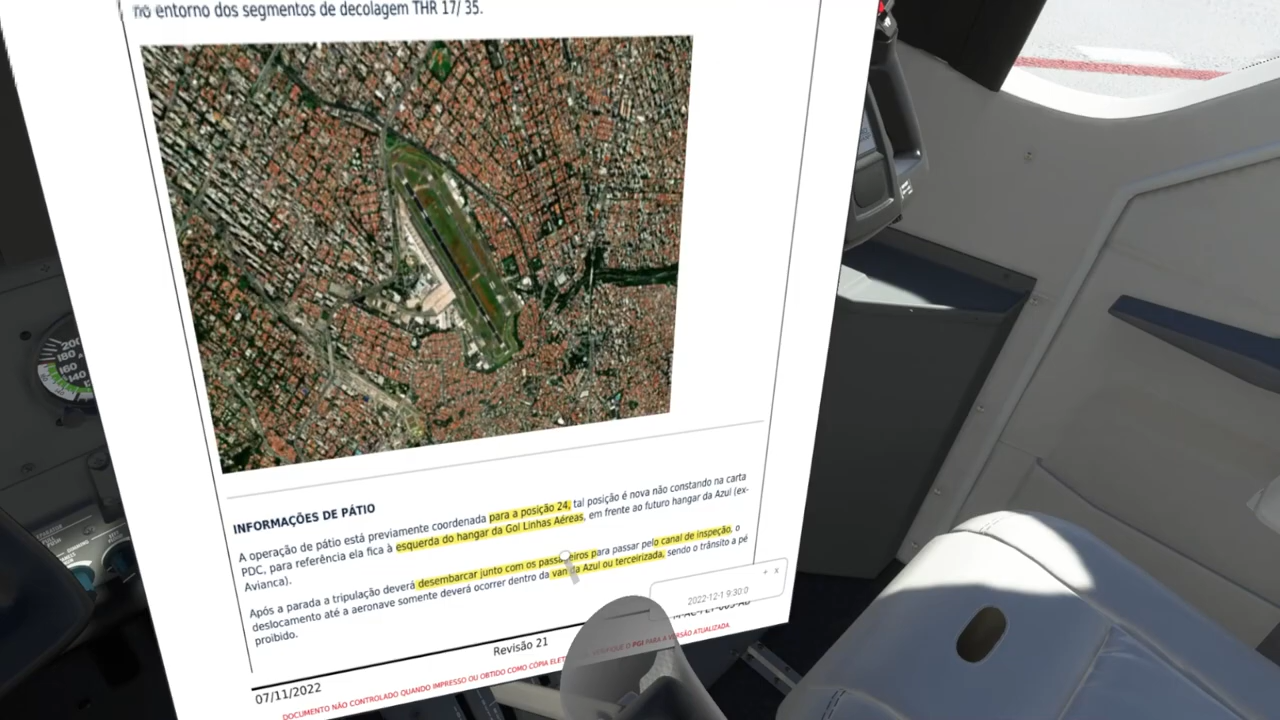 no entorno dos segmentos de decolagem THR 17/ 35.
INFORMAÇÕES DE PÁTIO
A operação de pátio está previamente coordenada para a posição 24, tal posição é nova não constando na carta
PDC, para referência ela fica à esquerda do hangar da Gol Linhas Aéreas, em frente ao futuro hangar da Azul (ex-
Avianca).
Após a parada a tripulação deverá desembarcar junto com os passageiros para passar pelo canal de inspeção, o
deslocamento até a aeronave somente deverá ocorrer dentro da van da Azul ou terceirizada, sendo o trânsito a pé
proibido.
+ x
2022-12-1 9:30:0
Revisão 21
07/11/2022
DOCUMENTO NÃO CONTROLADO QUANDO IMPRESSO OU OBTIDO COMO CÓPIA VERIFIQUE O PGI PARA A VERSÃO ATUALIZADA.
200
180
160
140